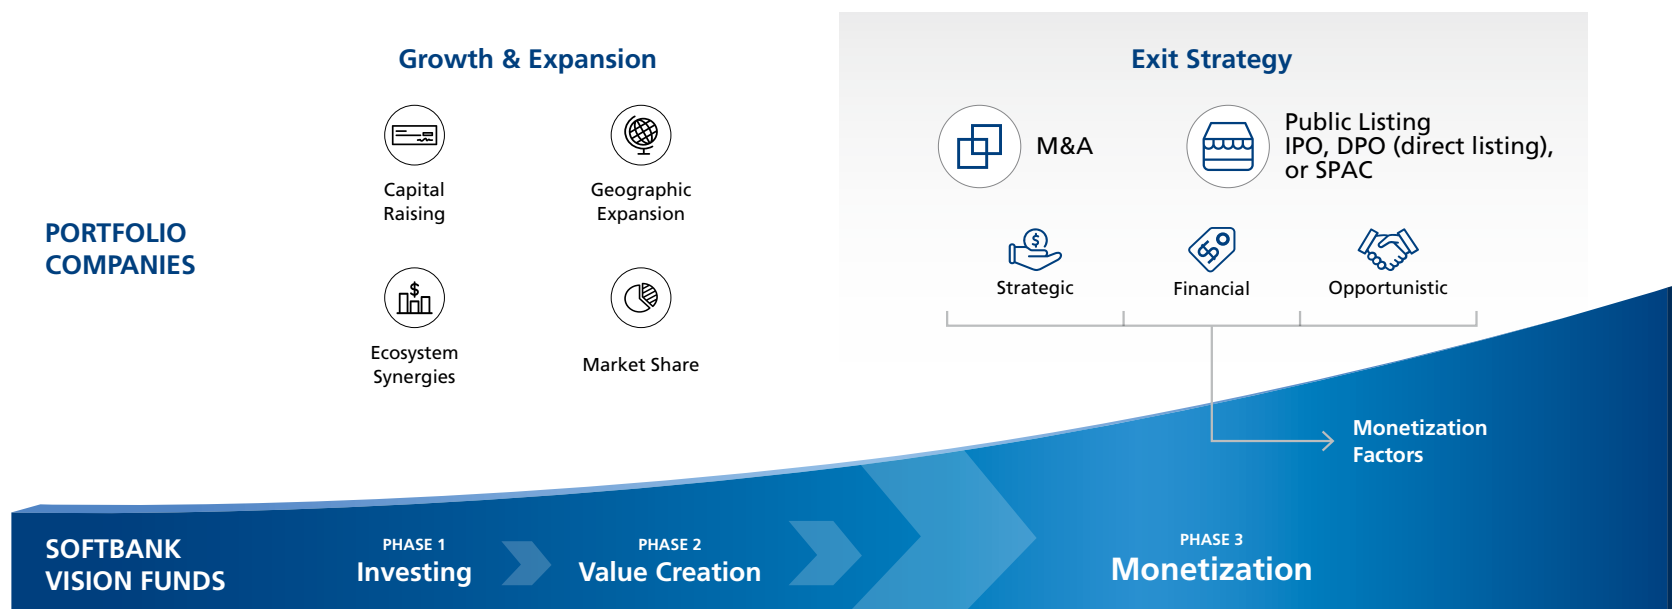 Growth & Expansion
Exit Strategy
PORTFOLIO
COMPANIES
Capital
Raising
Geographic
Expansion
Ecosystem
Synergies
Market Share
M&A
Public Listing
IPO, DPO (direct listing),
or SPAC
Strategic
Financial
Opportunistic
Monetization
Factors
SOFTBANK
VISION FUNDS
PHASE 1
Investing
PHASE 2
Value Creation
PHASE 3
Monetization